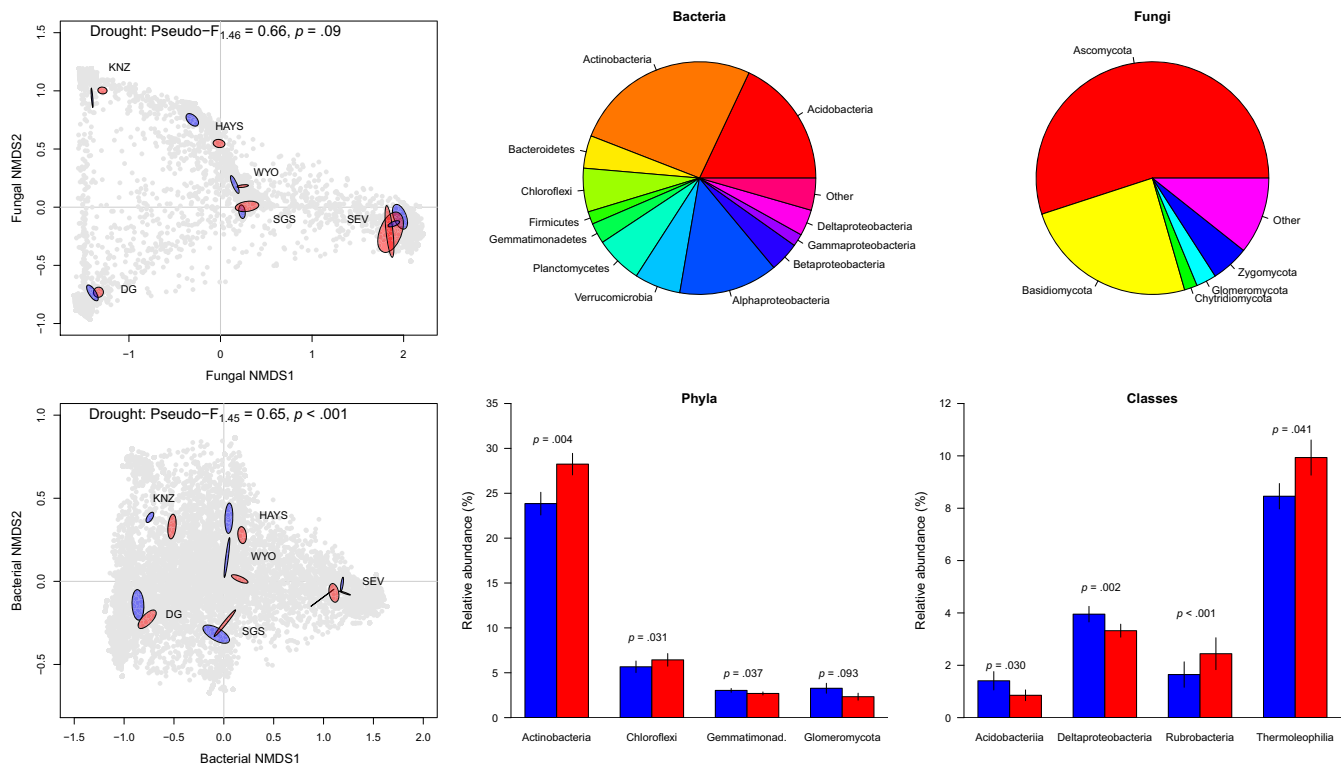 Drought: Pseudo−F1.46 = 0.66, p = .09
KNZ
HAYS
WYO
SGS
SEV
DG
Fungal NMDS2
1.5
1.0
0.5
0.0
−0.5
−1.0
−1 0 1 2
Fungal NMDS1
Bacteria
Actinobacteria
Acidobacteria
Bacteroidetes
Chloroflexi
Firmicutes
Gemmatimonadetes
Planctomycetes
Verrucomicrobia
Alphaproteobacteria
Betaproteobacteria
Gammaproteobacteria
Deltaproteobacteria
Other
Fungi
Ascomycota
Other
Zygomycota
Glomeromycota
Chytridiomycota
Basidiomycota
Drought: Pseudo−F1.45 = 0.65, p < .001
KNZ
HAYS
WYO
SEV
DG
SGS
Bacterial NMDS2
1.0
0.5
0.0
−0.5
−1.5 −1.0 −0.5 0.0 0.5 1.0 1.5 2.0
Bacterial NMDS1
Phyla
Relative abundance (%)
35
30
25
20
15
10
5
0
p = .004
p = .031
p = .037
p = .093
Actinobacteria Chloroflexi Gemmatimonad. Glomeromycota
Classes
Relative abundance (%)
12
10
8
6
4
2
0
p = .030
p = .002
p < .001
p = .041
Acidobacteriia Deltaproteobacteria Rubrobacteria Thermoleophilia